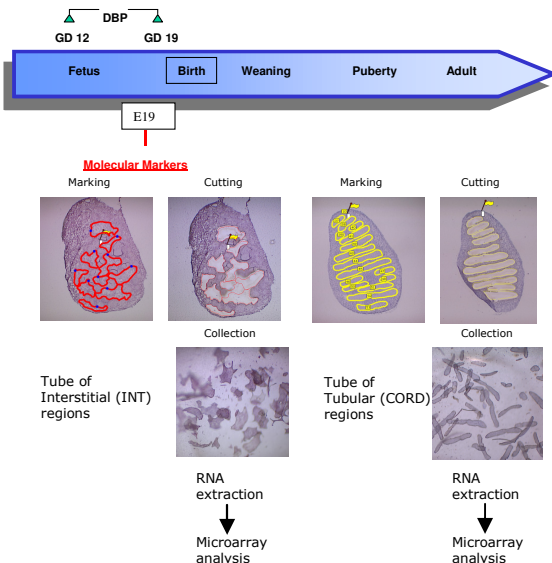 DBP
GD 12
GD 19
Fetus
Birth
Weaning
Puberty
Adult
E19
Molecular Markers
Marking
Cutting
Marking
Cutting
Collection
Collection
Tube of
Interstitial (INT)
regions
Tube of
Tubular (CORD)
regions
RNA
extraction
RNA
extraction
Microarray
analysis
Microarray
analysis